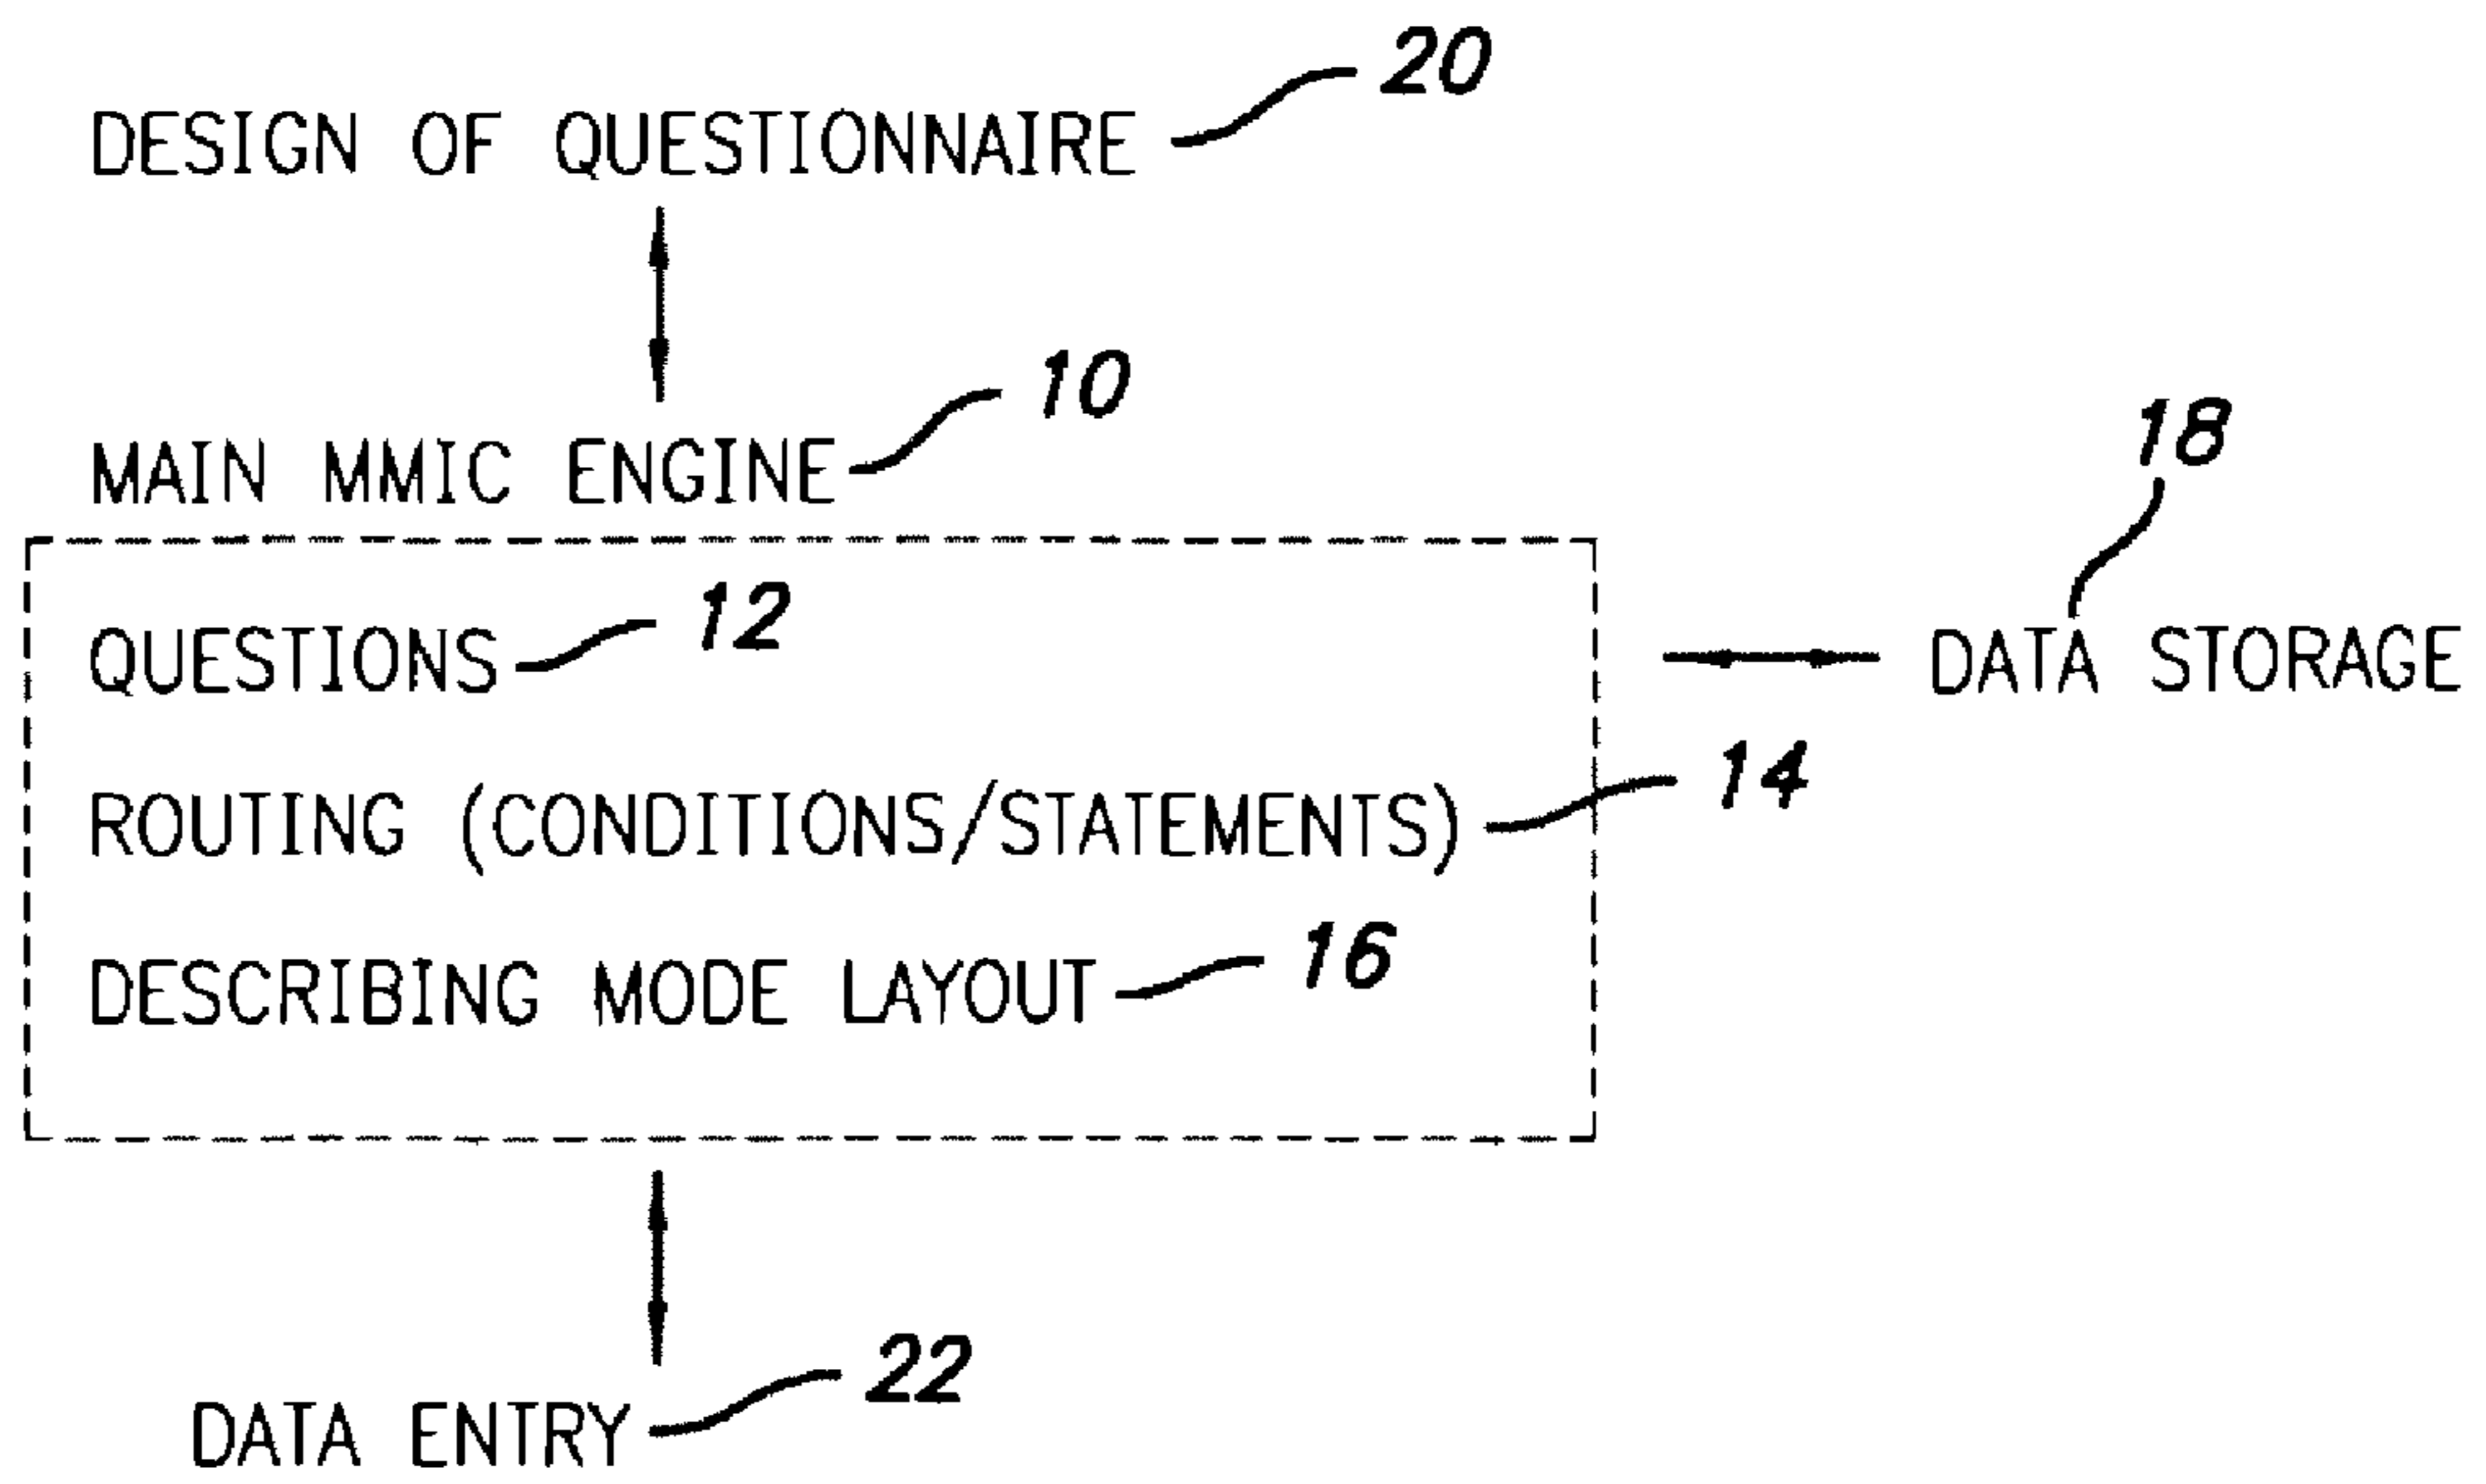 20
DESIGN OF QUESTIONNAIRE
10
MAIN MMIC ENGINE
18
12
QUESTIONS
DATA STORAGE
14
ROUTING (CONDITIONS/STATEMENTS)
16
DESCRIBING MODE LAYOUT
22
DATA ENTRY